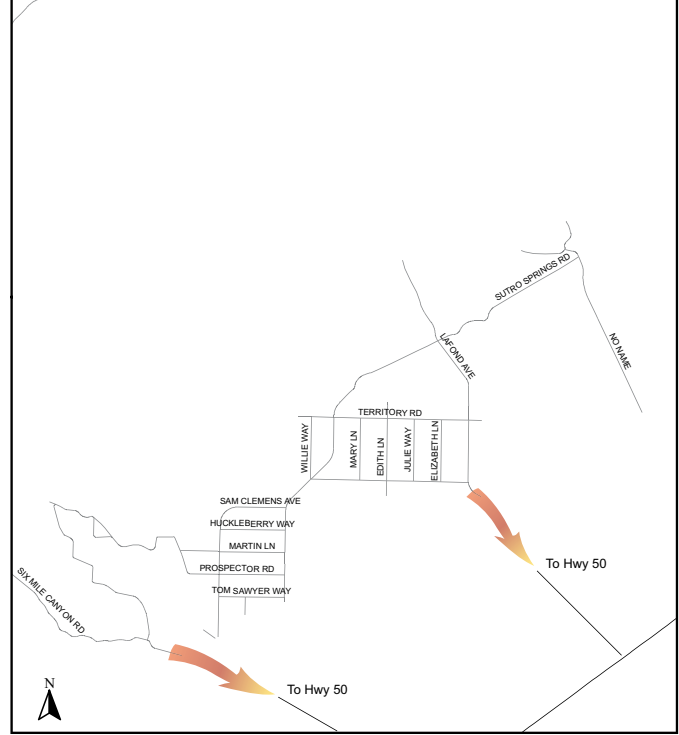 SUTRO SPRINGS RD
NO NAME
LAFOND AVE
TERRITORY RD
WILLIE WAY
MARY LN
EDITH LN
JULIE WAY
ELIZABETH LN
SAM CLEMENS AVE
HUCKLEBERRY WAY
MARTIN LN
PROSPECTOR RD
TOM SAWYER WAY
To Hwy 50
SIX MILE CANYON RD
To Hwy 50
N